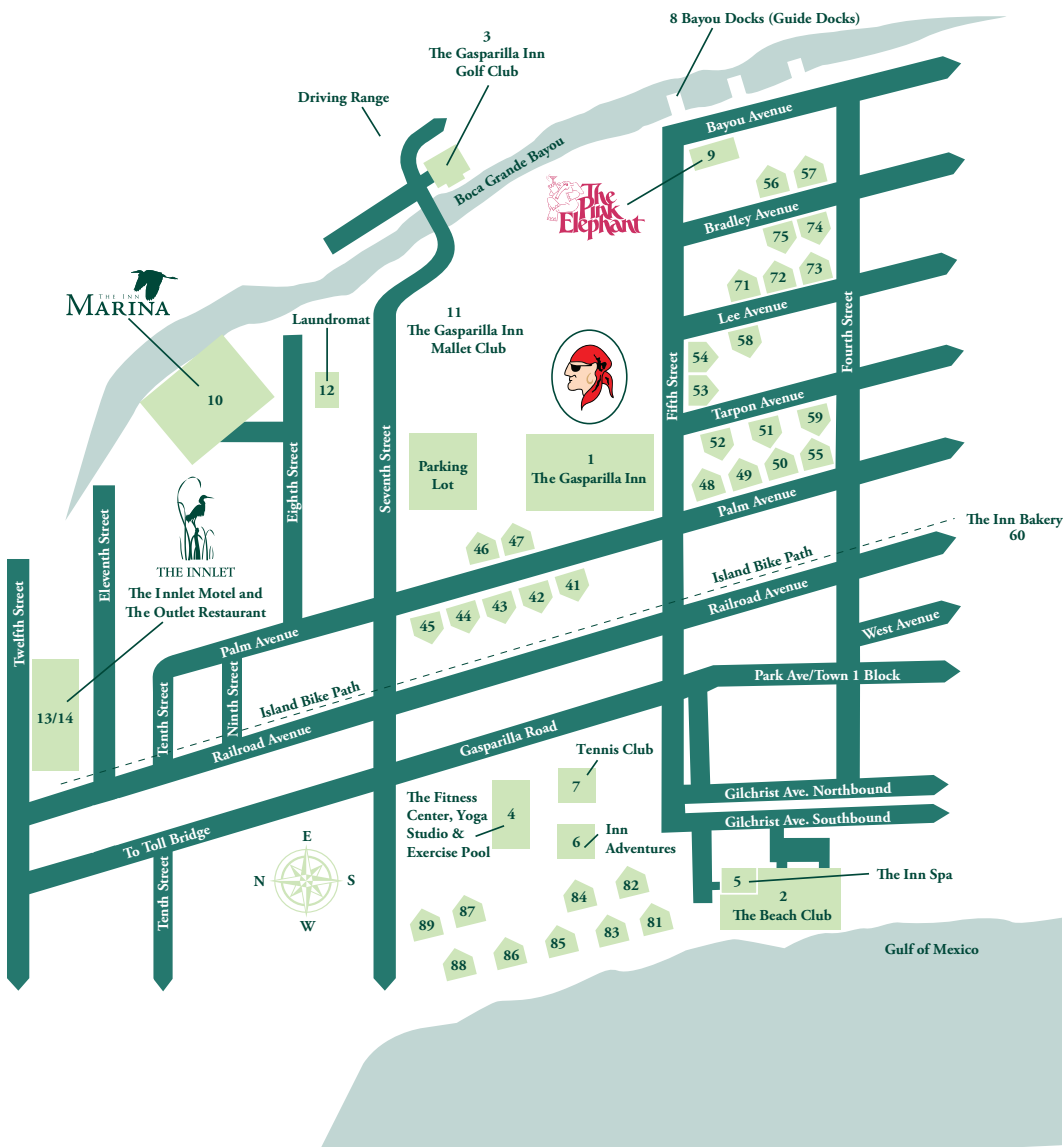 8 Bayou Docks (Guide Docks)
3
The Gasparilla Inn
Golf Club
Driving Range
Bayou Avenue
Boca Grande Bayou
9
56
57
The
Pink
Elephant
Bradley Avenue
75
74
71
72
73
THE INN
MARINA
Lee Avenue
Laundromat
11
The Gasparilla Inn
Mallet Club
58
54
53
Fifth Street
Fourth Street
10
12
Tarpon Avenue
52
51
59
48
49
50
55
Parking
Lot
1
The Gasparilla Inn
Seventh Street
Eighth Street
Palm Avenue
The Inn Bakery
60
Eleventh Street
46
47
Island Bike Path
THE INNLET
The Innlet Motel and
The Outlet Restaurant
Railroad Avenue
45
44
43
42
41
Twelfth Street
West Avenue
Palm Avenue
Park Ave/Town 1 Block
13/14
Tenth Street
Ninth Street
Island Bike Path
Railroad Avenue
Gasparilla Road
Tennis Club
7
Gilchrist Ave. Northbound
Gilchrist Ave. Southbound
The Fitness
Center, Yoga
Studio &
Exercise Pool
4
6
Inn
Adventures
To Toll Bridge
E
N
S
W
Tenth Street
5
The Inn Spa
2
The Beach Club
82
84
87
89
81
83
85
86
88
Gulf of Mexico